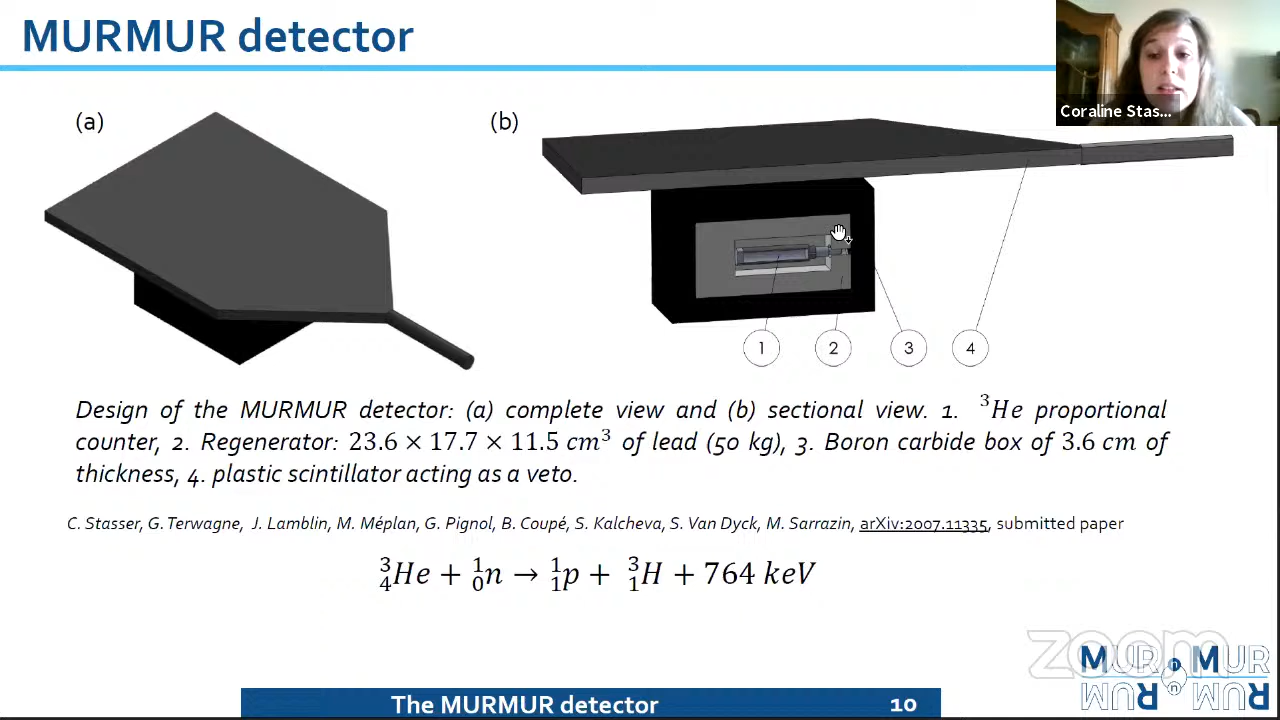 MURMUR detector
Coraline Stas...
(a)
(b)
1 2 3 4
Design of the MURMUR detector: (a) complete view and (b) sectional view. 1. ³He proportional
counter, 2. Regenerator: 23.6 × 17.7 × 11.5 cm³ of lead (50 kg), 3. Boron carbide box of 3.6 cm of
thickness, 4. plastic scintillator acting as a veto.
C. Stasser, G. Terwagne, J. Lamblin, M. Méplan, G. Pignol, B. Coupé, S. Kalcheva, S. Van Dyck, M. Sarrazin, arXiv:2007.11335, submitted paper
³₄He + ¹₀n → ¹₁p + ³₁H + 764 keV
zoom
MURMUR
MURMUR
The MURMUR detector 10